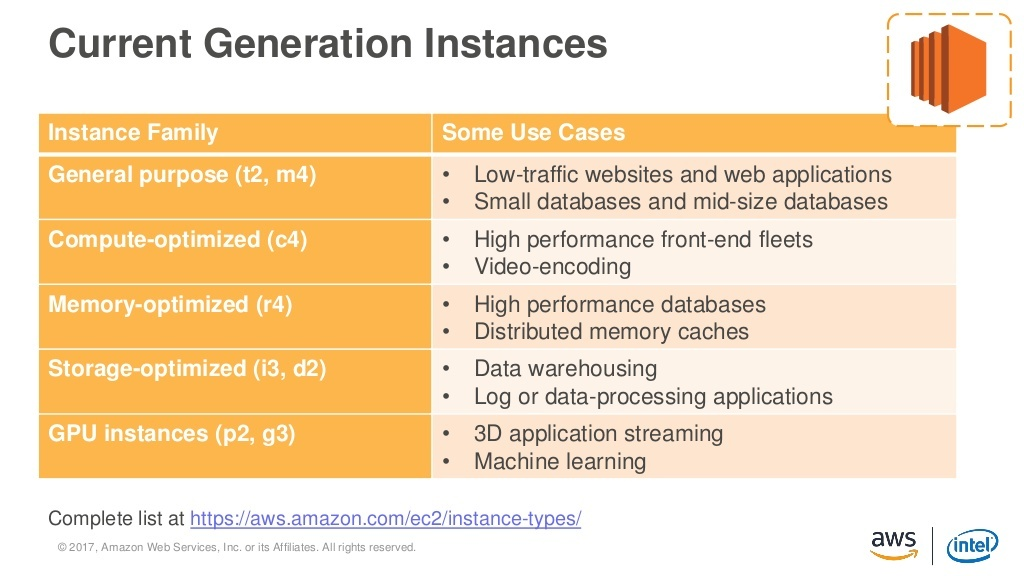 Current Generation Instances
Instance Family
Some Use Cases
General purpose (t2, m4)
• Low-traffic websites and web applications
• Small databases and mid-size databases
Compute-optimized (c4)
• High performance front-end fleets
• Video-encoding
Memory-optimized (r4)
• High performance databases
• Distributed memory caches
Storage-optimized (i3, d2)
• Data warehousing
• Log or data-processing applications
GPU instances (p2, g3)
• 3D application streaming
• Machine learning
Complete list at https://aws.amazon.com/ec2/instance-types/
© 2017, Amazon Web Services, Inc. or its Affiliates. All rights reserved.
aws
intel